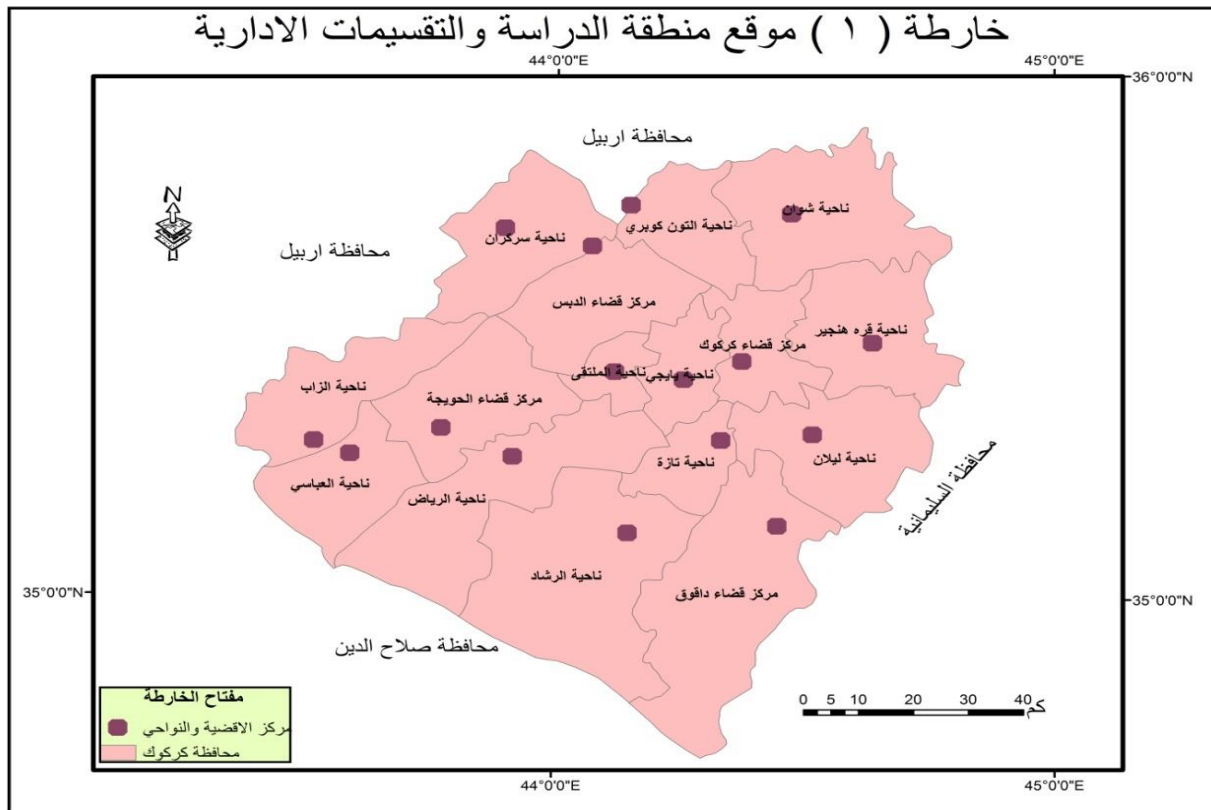 خارطة ( ١ ) موقع منطقة الدراسة والتقسيمات الادارية
44°0'0"E
45°0'0"E
36°0'0"N
محافظة اربيل
ناحية شوان
ناحية التون كوبري
ناحية سركران
محافظة اربيل
مركز قضاء الدبس
ناحية قره هنجير
مركز قضاء كركوك
ناحية الملتقى
ناحية يايجي
ناحية الزاب
مركز قضاء الحويجة
ناحية ليلان
ناحية تازة
ناحية العباسي
ناحية الرياض
محافظة السليمانية
ناحية الرشاد
مركز قضاء داقوق
35°0'0"N
35°0'0"N
محافظة صلاح الدين
مفتاح الخارطة
مركز الاقضية والنواحي
محافظة كركوك
0 5 10 20 30 40
كم
N
44°0'0"E
45°0'0"E